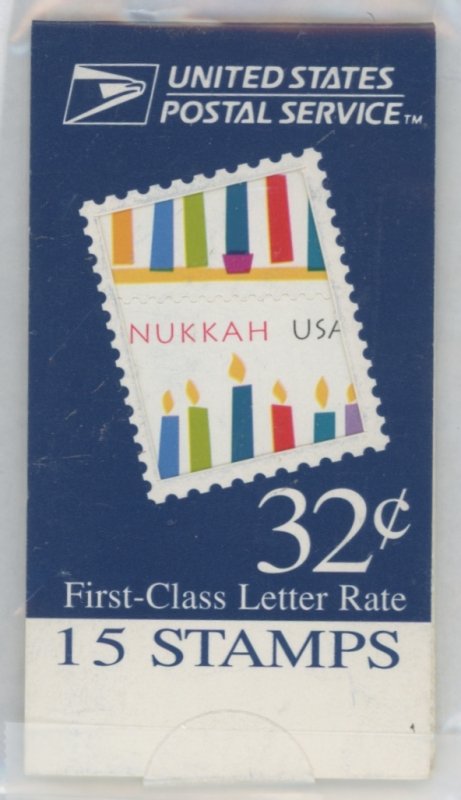 UNITED STATES
POSTAL SERVICE™
NUKKAH USA
32¢
First-Class Letter Rate
15 STAMPS